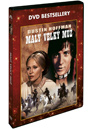 DVD BESTSELLERY
DUSTIN HOFFMAN
MALÝ VELKÝ MUŽ